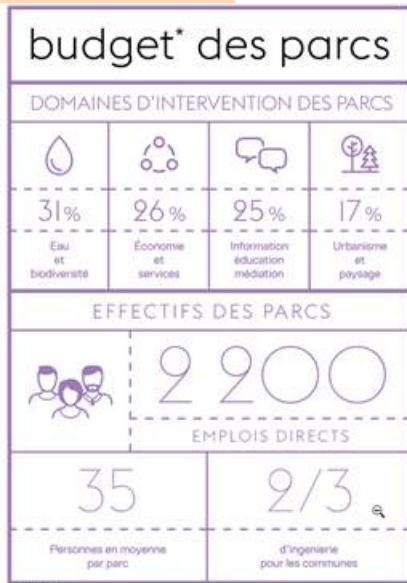 budget* des parcs
DOMAINES D'INTERVENTION DES PARCS
31%
26%
25%
17%
Eau
et
biodiversité
Économie
et
services
Information
éducation
médiation
Urbanisme
et
paysage
EFFECTIFS DES PARCS
2 200
EMPLOIS DIRECTS
35
2/3
Personnes en moyenne
par parc
d'ingenierie
pour les communes